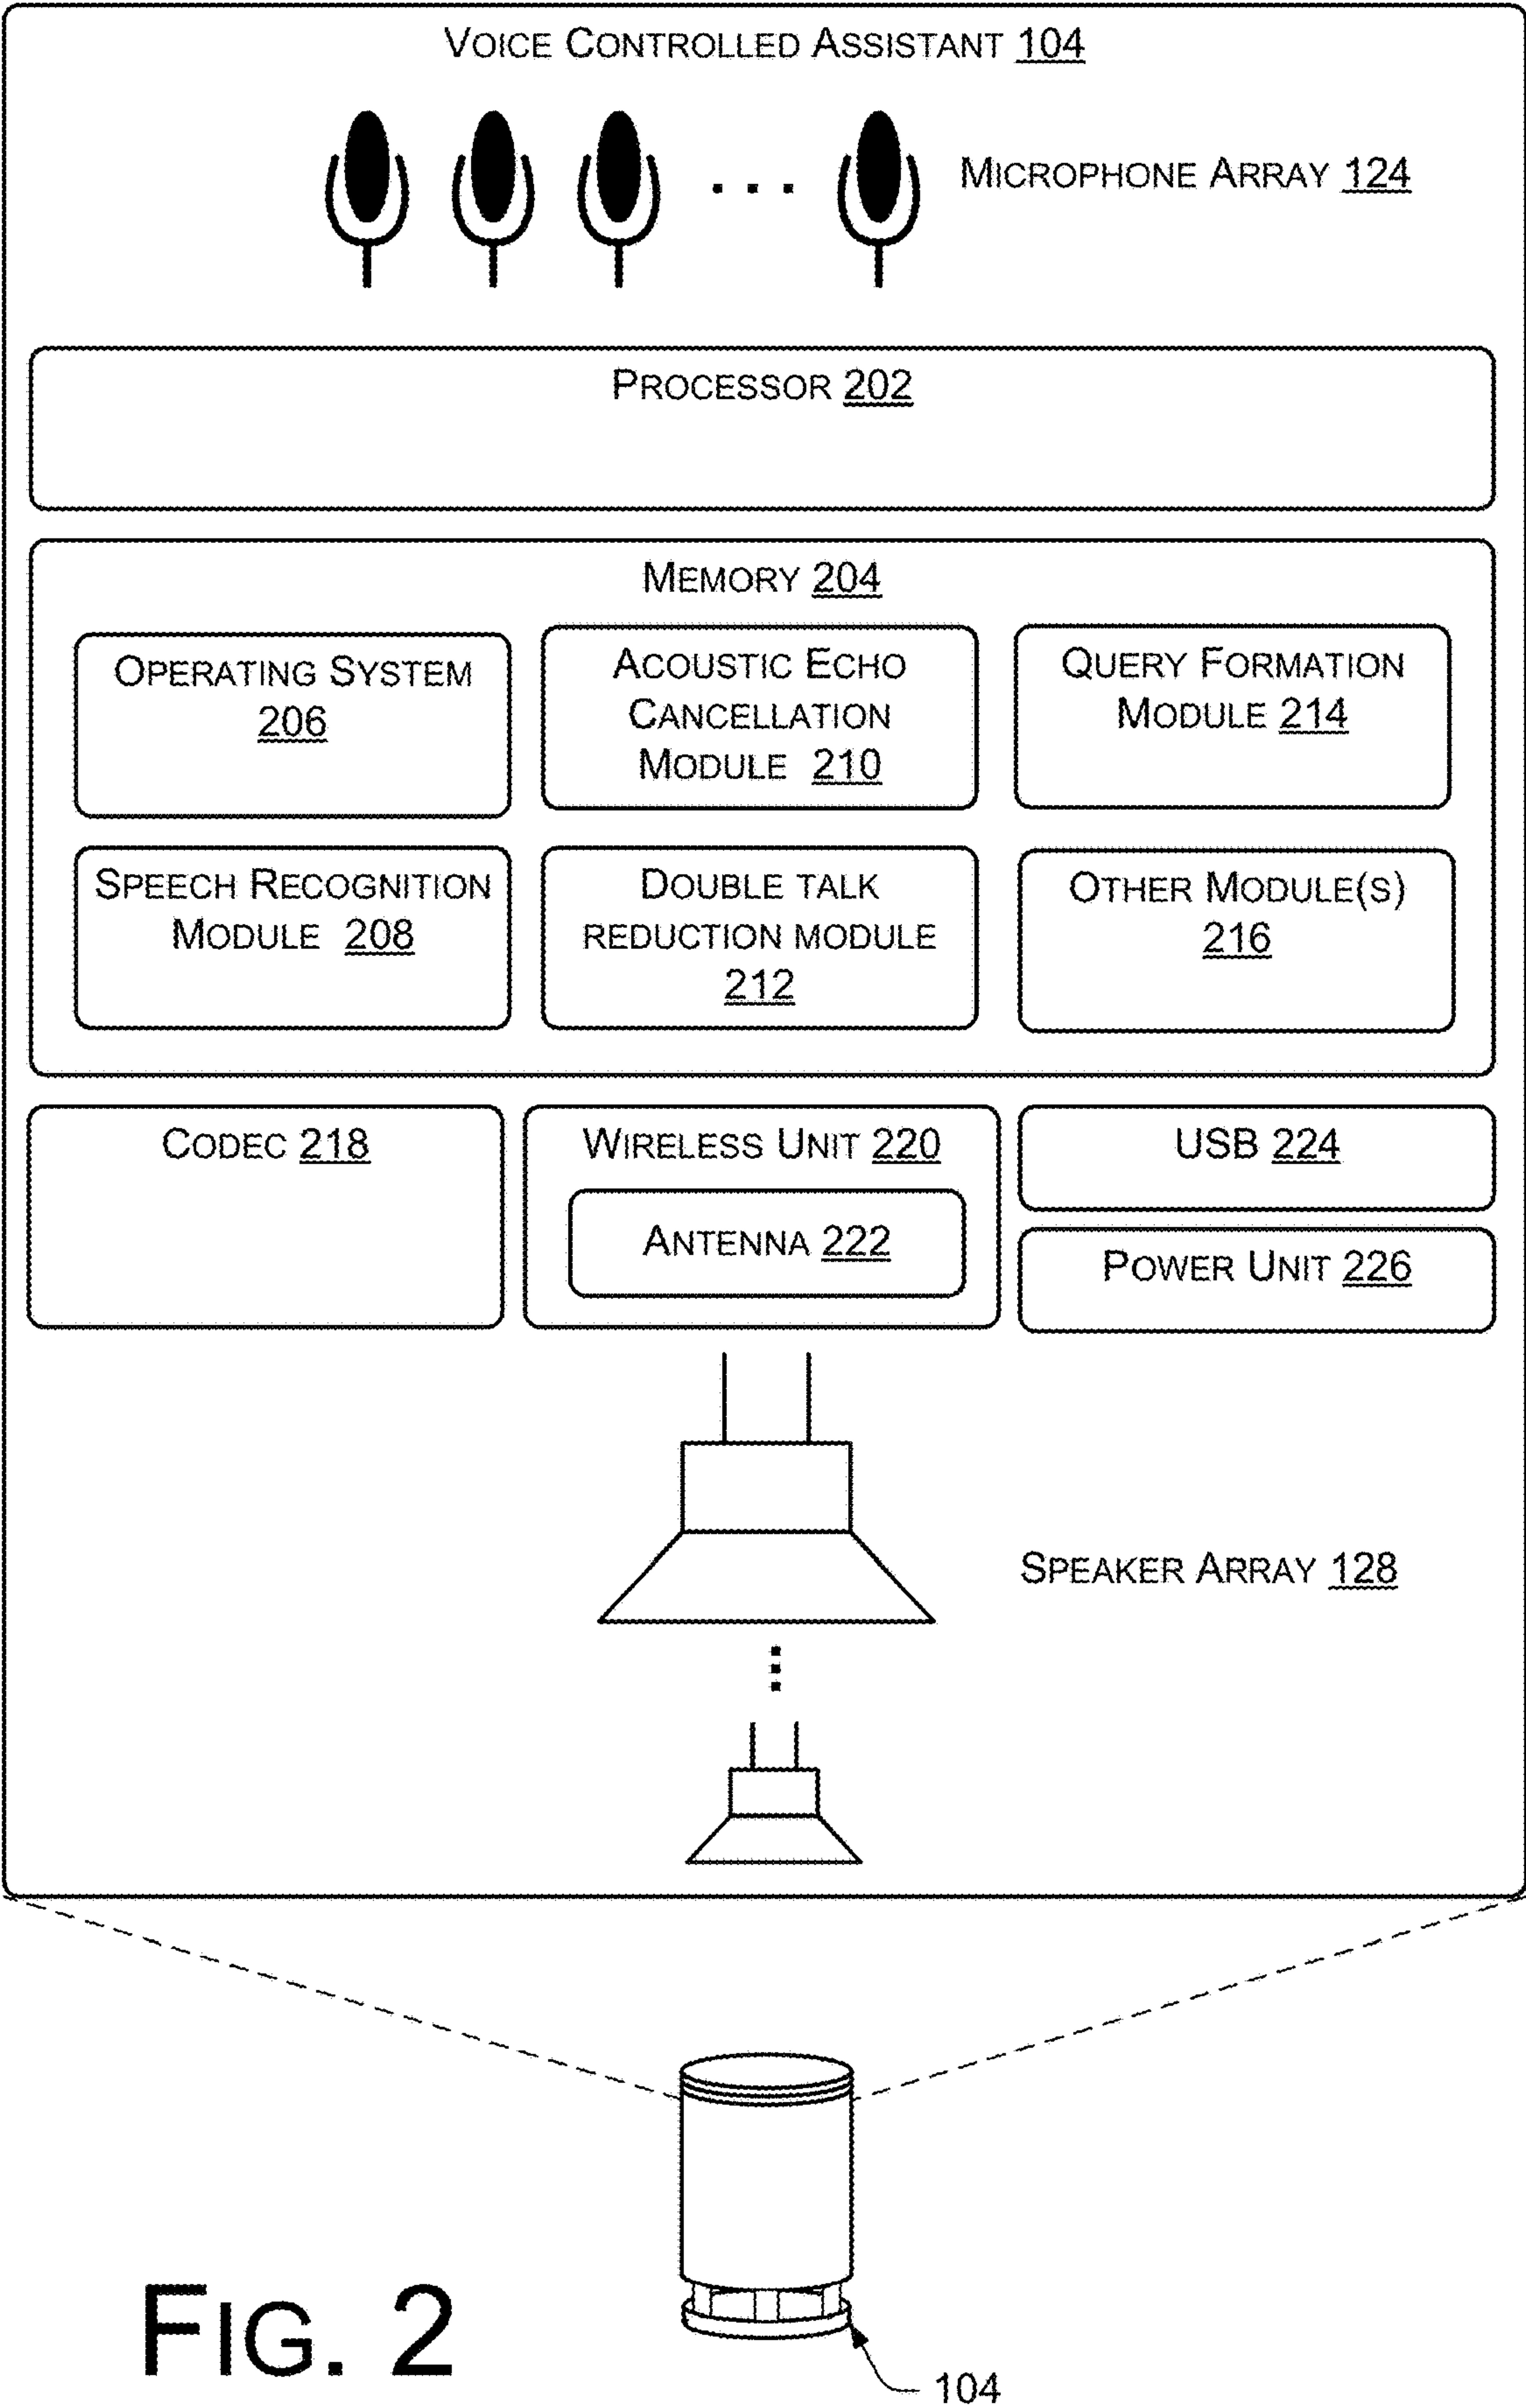 VOICE CONTROLLED ASSISTANT 104
MICROPHONE ARRAY 124
PROCESSOR 202
MEMORY 204
OPERATING SYSTEM
206
ACOUSTIC ECHO
CANCELLATION
MODULE 210
QUERY FORMATION
MODULE 214
SPEECH RECOGNITION
MODULE 208
DOUBLE TALK
REDUCTION MODULE
212
OTHER MODULE(S)
216
CODEC 218
WIRELESS UNIT 220
ANTENNA 222
USB 224
POWER UNIT 226
SPEAKER ARRAY 128
FIG. 2
104